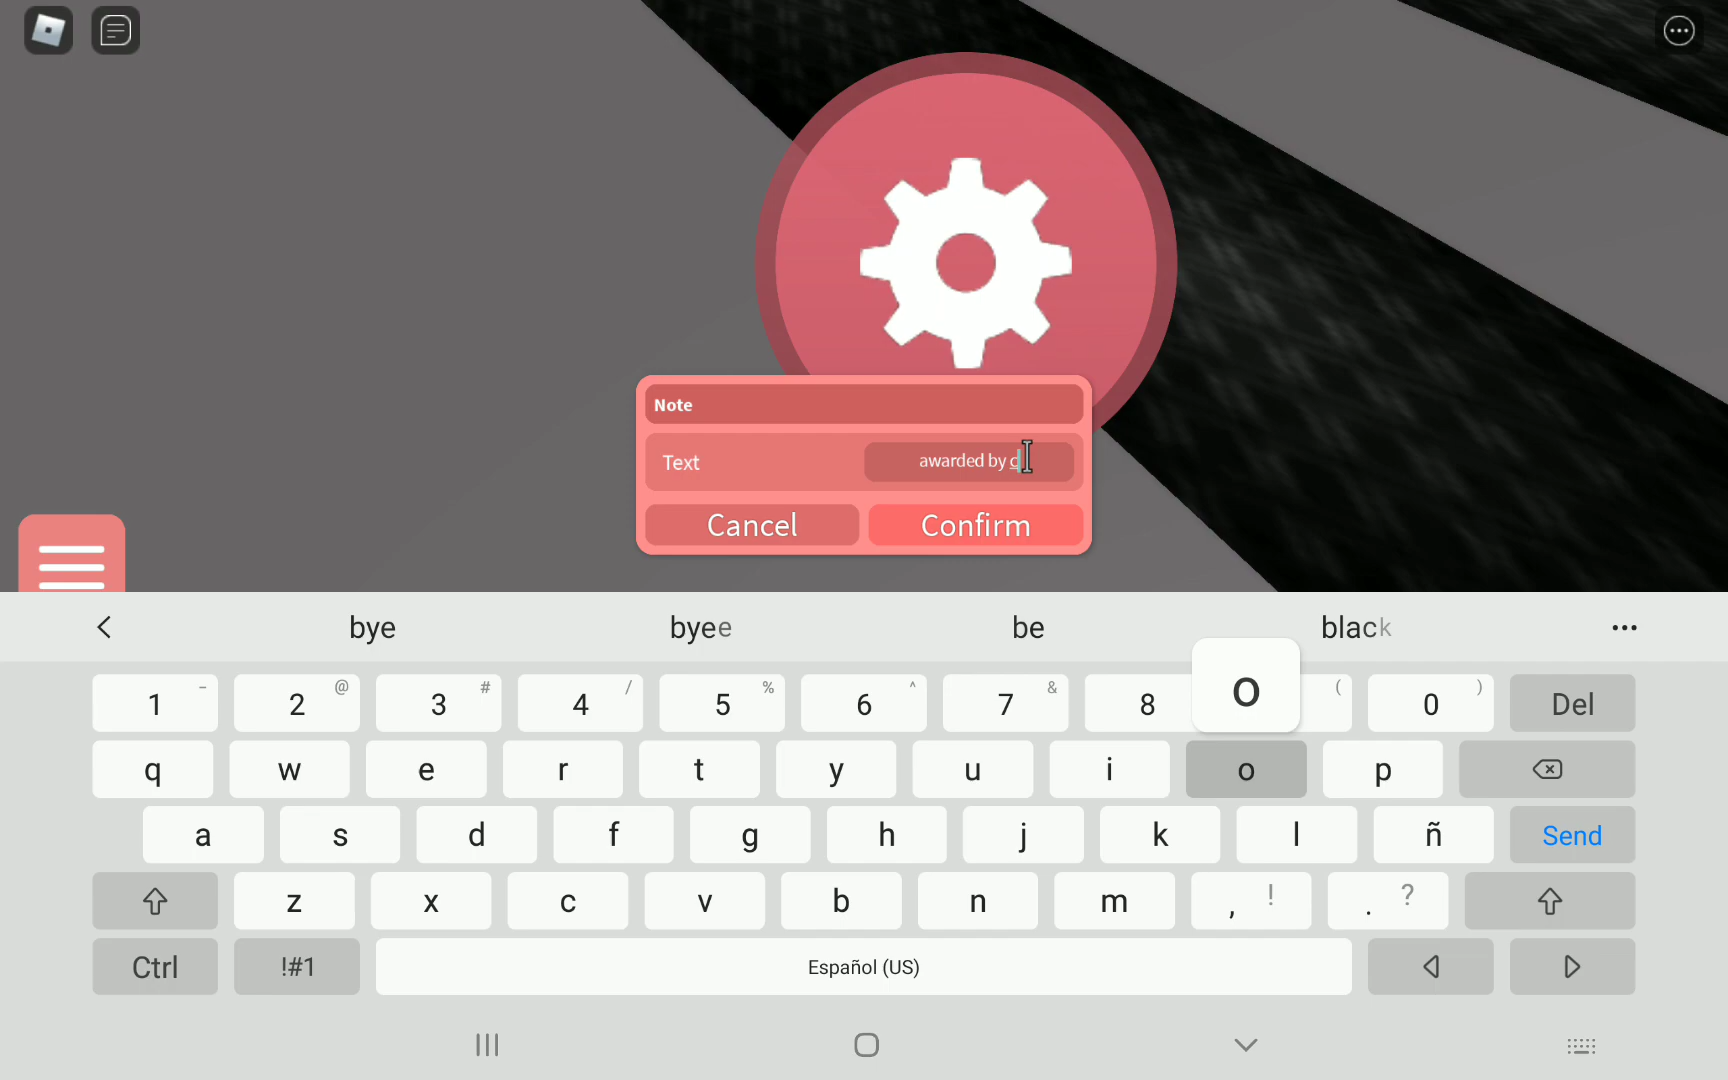 Note
Text
awarded by
Cancel
Confirm
bye
byee
be
black
1 - 2 @ 3 # 4 / 5 % 6 ^ 7 & 8 o ( 0 ) Del
q w e r t y u i o p
a s d f g h j k l ñ Send
z x c v b n m , ! . ?
Ctrl !#1 Español (US)